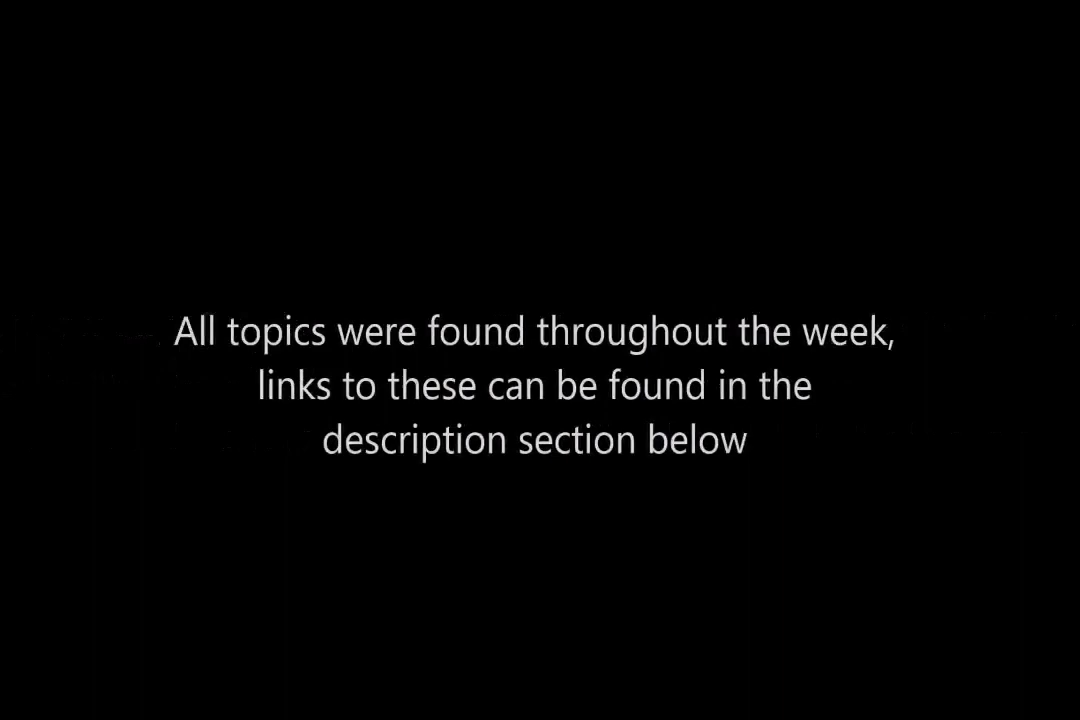 All topics were found throughout the week,
links to these can be found in the
description section below